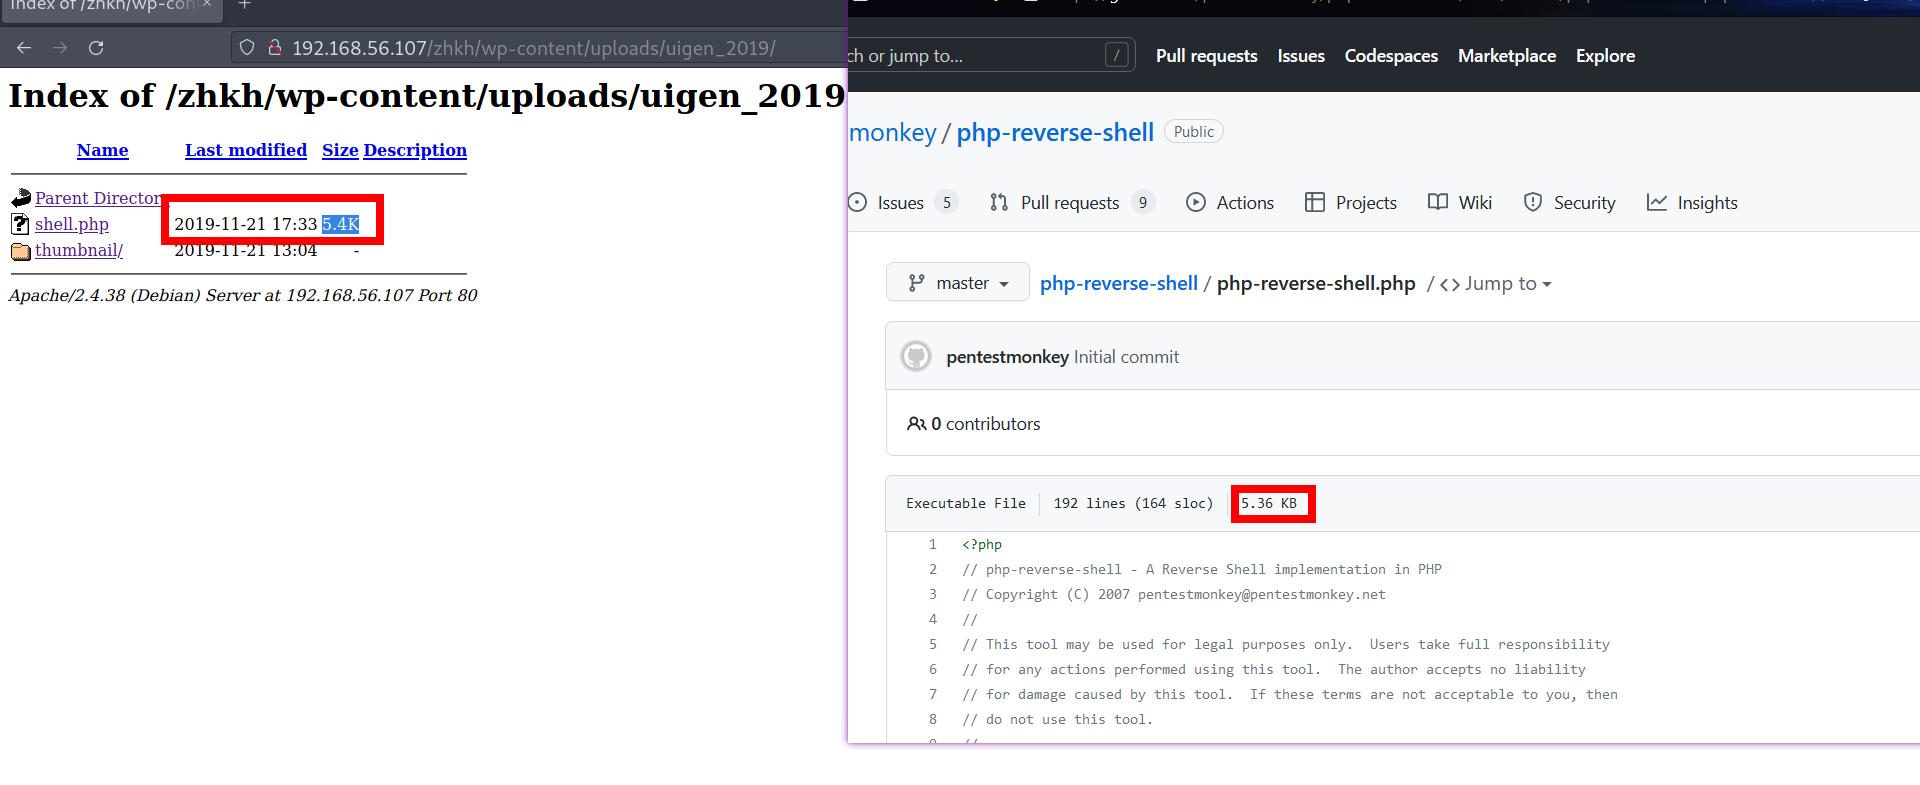 Index of /zhkh/wp-cont
192.168.56.107/zhkh/wp-content/uploads/uigen_2019/
Index of /zhkh/wp-content/uploads/uigen_2019
Name Last modified Size Description
Parent Director
shell.php 2019-11-21 17:33 5.4K
thumbnail/ 2019-11-21 13:04 -
Apache/2.4.38 (Debian) Server at 192.168.56.107 Port 80
ch or jump to... / Pull requests Issues Codespaces Marketplace Explore
monkey / php-reverse-shell Public
Issues 5 Pull requests 9 Actions Projects Wiki Security Insights
master php-reverse-shell / php-reverse-shell.php / <> Jump to
pentestmonkey Initial commit
0 contributors
Executable File 192 lines (164 sloc) 5.36 KB
1 <?php
2 // php-reverse-shell - A Reverse Shell implementation in PHP
3 // Copyright (C) 2007 pentestmonkey@pentestmonkey.net
4 //
5 // This tool may be used for legal purposes only. Users take full responsibility
6 // for any actions performed using this tool. The author accepts no liability
7 // for damage caused by this tool. If these terms are not acceptable to you, then
8 // do not use this tool.
9 //